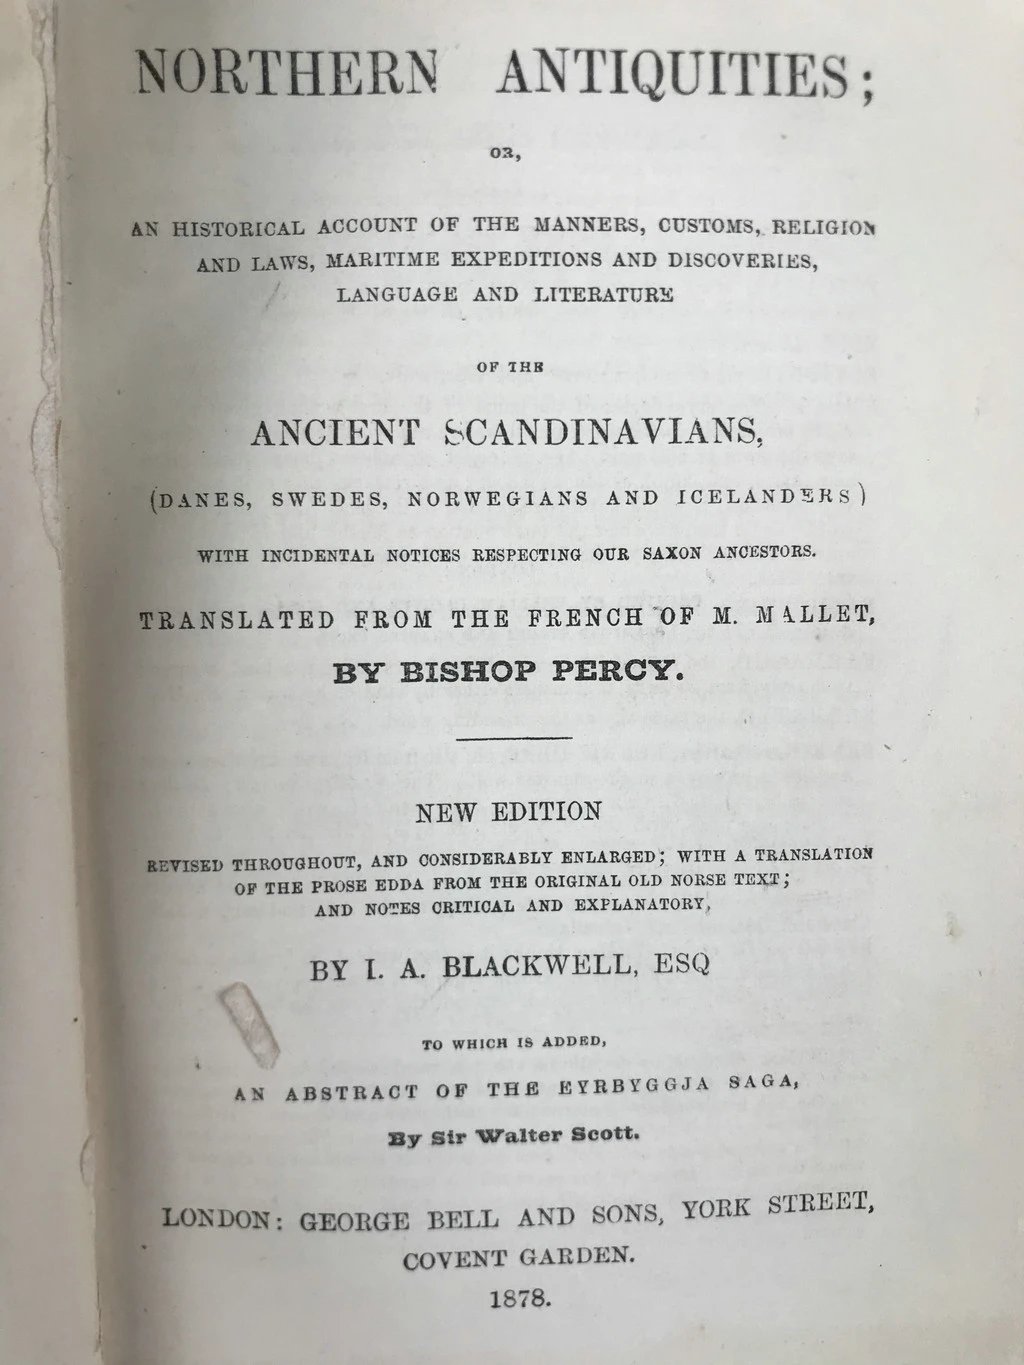 NORTHERN ANTIQUITIES;
OR,
AN HISTORICAL ACCOUNT OF THE MANNERS, CUSTOMS, RELIGION
AND LAWS, MARITIME EXPEDITIONS AND DISCOVERIES,
LANGUAGE AND LITERATURE
OF THE
ANCIENT SCANDINAVIANS,
(DANES, SWEDES, NORWEGIANS AND ICELANDERS)
WITH INCIDENTAL NOTICES RESPECTING OUR SAXON ANCESTORS.
TRANSLATED FROM THE FRENCH OF M. MALLET,
BY BISHOP PERCY.
NEW EDITION
REVISED THROUGHOUT, AND CONSIDERABLY ENLARGED; WITH A TRANSLATION
OF THE PROSE EDDA FROM THE ORIGINAL OLD NORSE TEXT;
AND NOTES CRITICAL AND EXPLANATORY,
BY I. A. BLACKWELL, ESQ
TO WHICH IS ADDED,
AN ABSTRACT OF THE EYRBYGGJA SAGA,
By Sir Walter Scott.
LONDON: GEORGE BELL AND SONS, YORK STREET,
COVENT GARDEN.
1878.